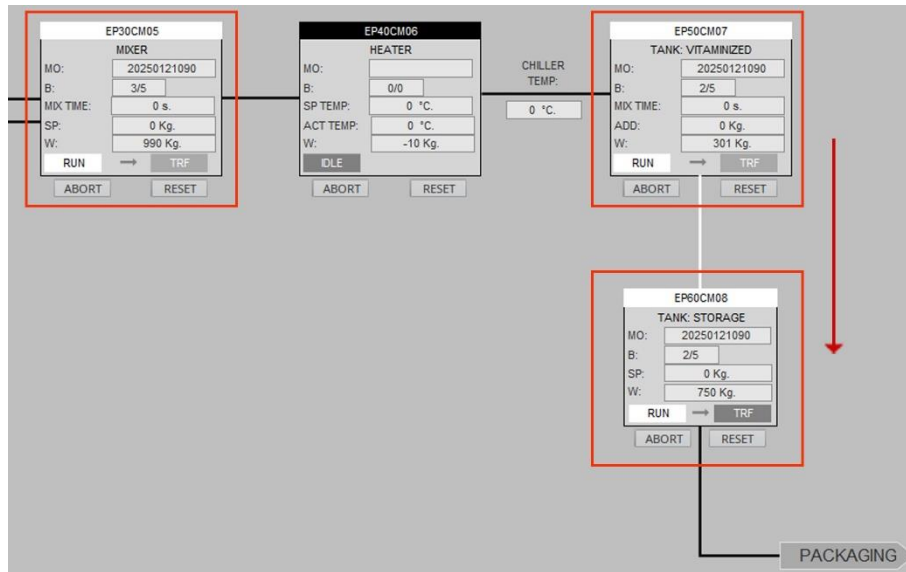 EP30CM05
MIXER
MO: 20250121090
B: 3/5
MIX TIME: 0 s.
SP: 0 Kg.
W: 990 Kg.
RUN → TRF
ABORT RESET
EP40CM06
HEATER
MO:
B: 0/0
SP TEMP: 0 °C.
ACT TEMP: 0 °C.
W: -10 Kg.
IDLE
ABORT RESET
CHILLER
TEMP:
0 °C.
EP50CM07
TANK: VITAMINIZED
MO: 20250121090
B: 2/5
MIX TIME: 0 s.
ADD: 0 Kg.
W: 301 Kg.
RUN → TRF
ABORT RESET
EP60CM08
TANK: STORAGE
MO: 20250121090
B: 2/5
SP: 0 Kg.
W: 750 Kg.
RUN → TRF
ABORT RESET
PACKAGING